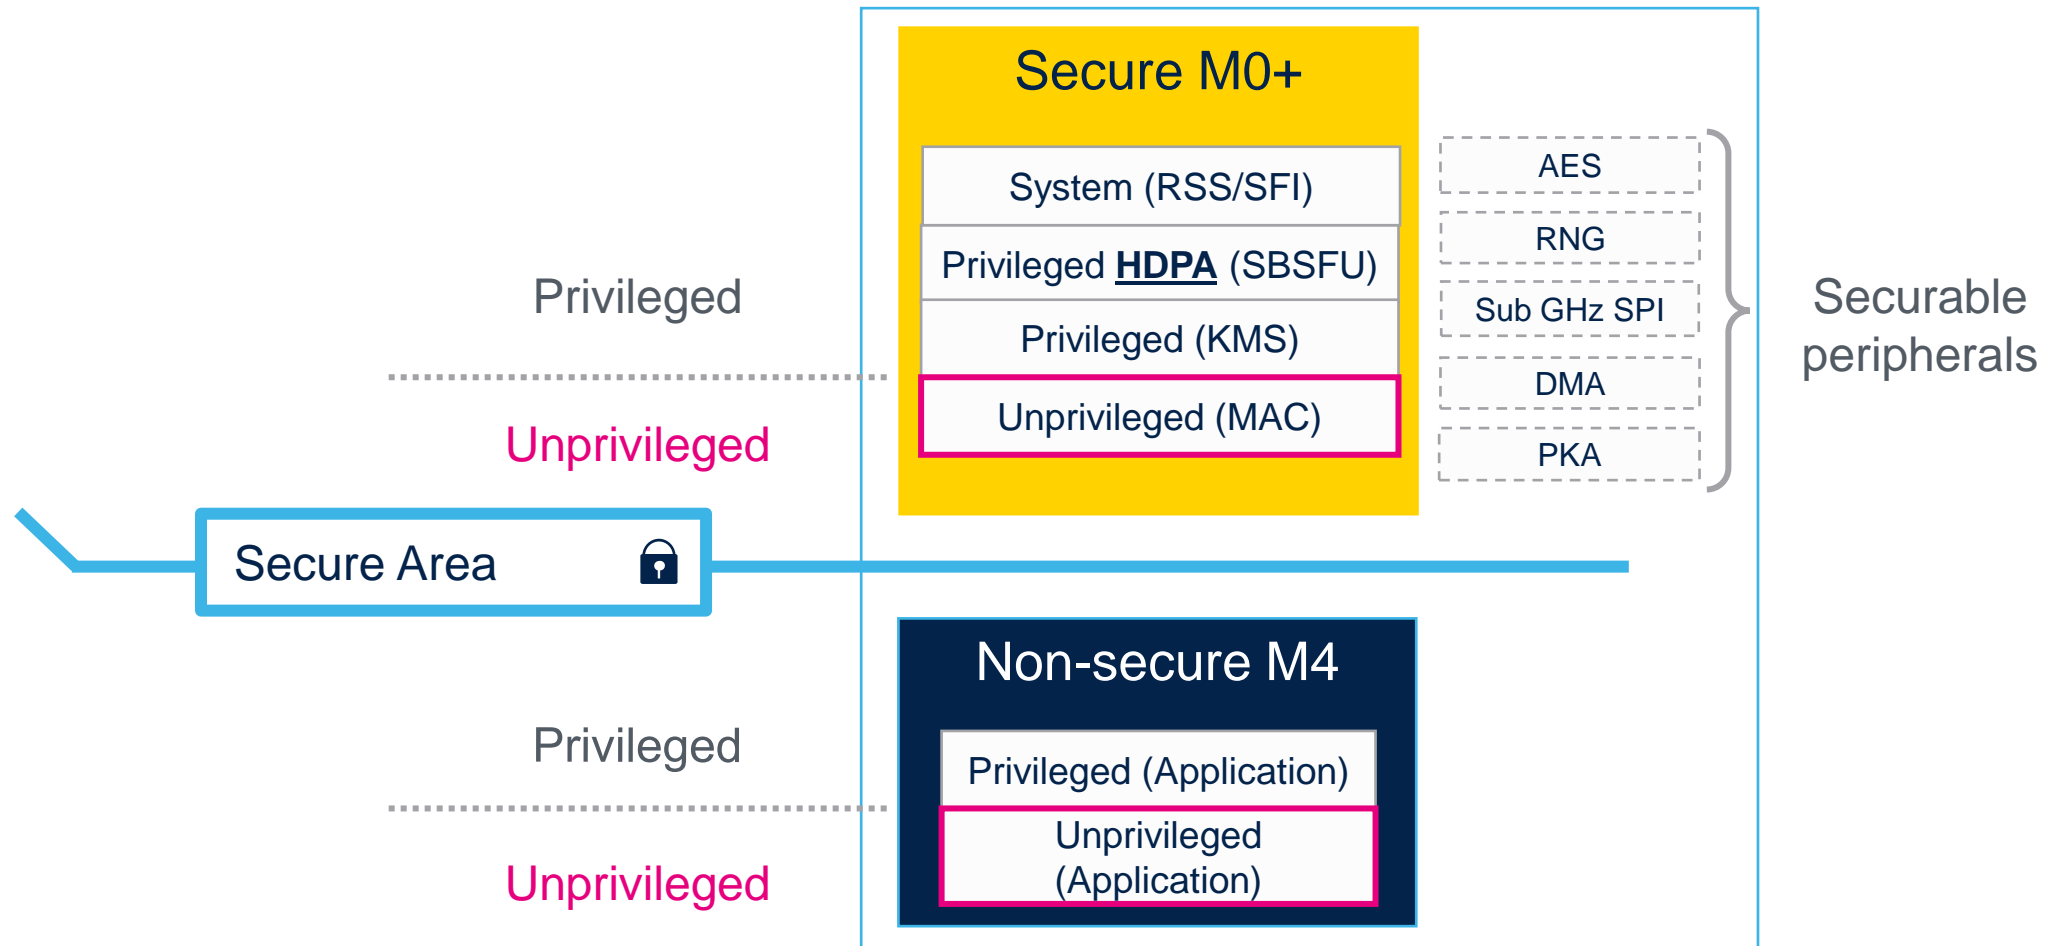 Secure M0+
System (RSS/SFI)
Privileged HDPA (SBSFU)
Privileged (KMS)
Unprivileged (MAC)
AES
RNG
Sub GHz SPI
DMA
PKA
Securable
peripherals
Privileged
Unprivileged
Secure Area
Non-secure M4
Privileged (Application)
Unprivileged
(Application)
Privileged
Unprivileged